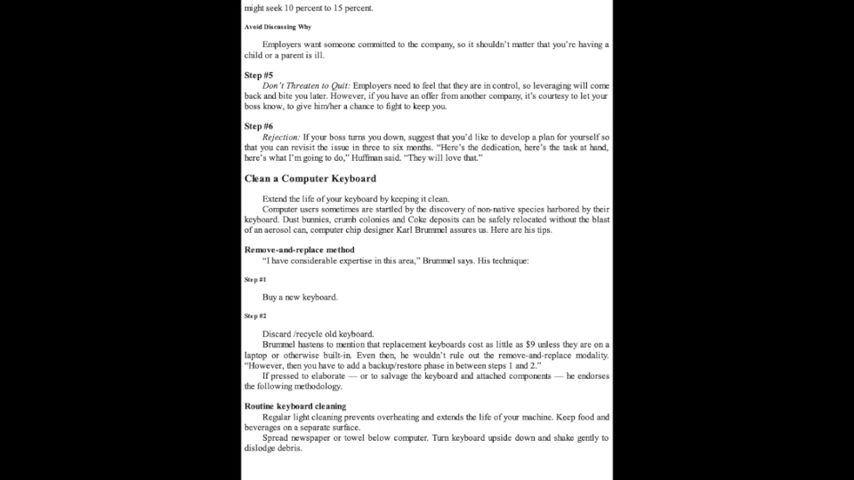 might seek 10 percent to 15 percent.
Avoid Discussing Why
Employers want someone committed to the company, so it shouldn't matter that you're having a
child or a parent is ill.
Step #5
Don't Threaten to Quit: Employers need to feel that they are in control, so leveraging will come
back and bite you later. However, if you have an offer from another company, it's courtesy to let your
boss know, to give him/her a chance to fight to keep you.
Step #6
Rejection: If your boss turns you down, suggest that you'd like to develop a plan for yourself so
that you can revisit the issue in three to six months. “Here's the dedication, here's the task at hand,
here's what I'm going to do,” Huffman said. “They will love that.”
Clean a Computer Keyboard
Extend the life of your keyboard by keeping it clean.
Computer users sometimes are startled by the discovery of non-native species harbored by their
keyboard. Dust bunnies, crumb colonies and Coke deposits can be safely relocated without the blast
of an aerosol can, computer chip designer Karl Brummel assures us. Here are his tips.
Remove-and-replace method
“I have considerable expertise in this area,” Brummel says. His technique:
Step #1
Buy a new keyboard.
Step #2
Discard /recycle old keyboard.
Brummel hastens to mention that replacement keyboards cost as little as $9 unless they are on a
laptop or otherwise built-in. Even then, he wouldn't rule out the remove-and-replace modality.
“However, then you have to add a backup/restore phase in between steps 1 and 2.”
If pressed to elaborate — or to salvage the keyboard and attached components — he endorses
the following methodology.
Routine keyboard cleaning
Regular light cleaning prevents overheating and extends the life of your machine. Keep food and
beverages on a separate surface.
Spread newspaper or towel below computer. Turn keyboard upside down and shake gently to
dislodge debris.